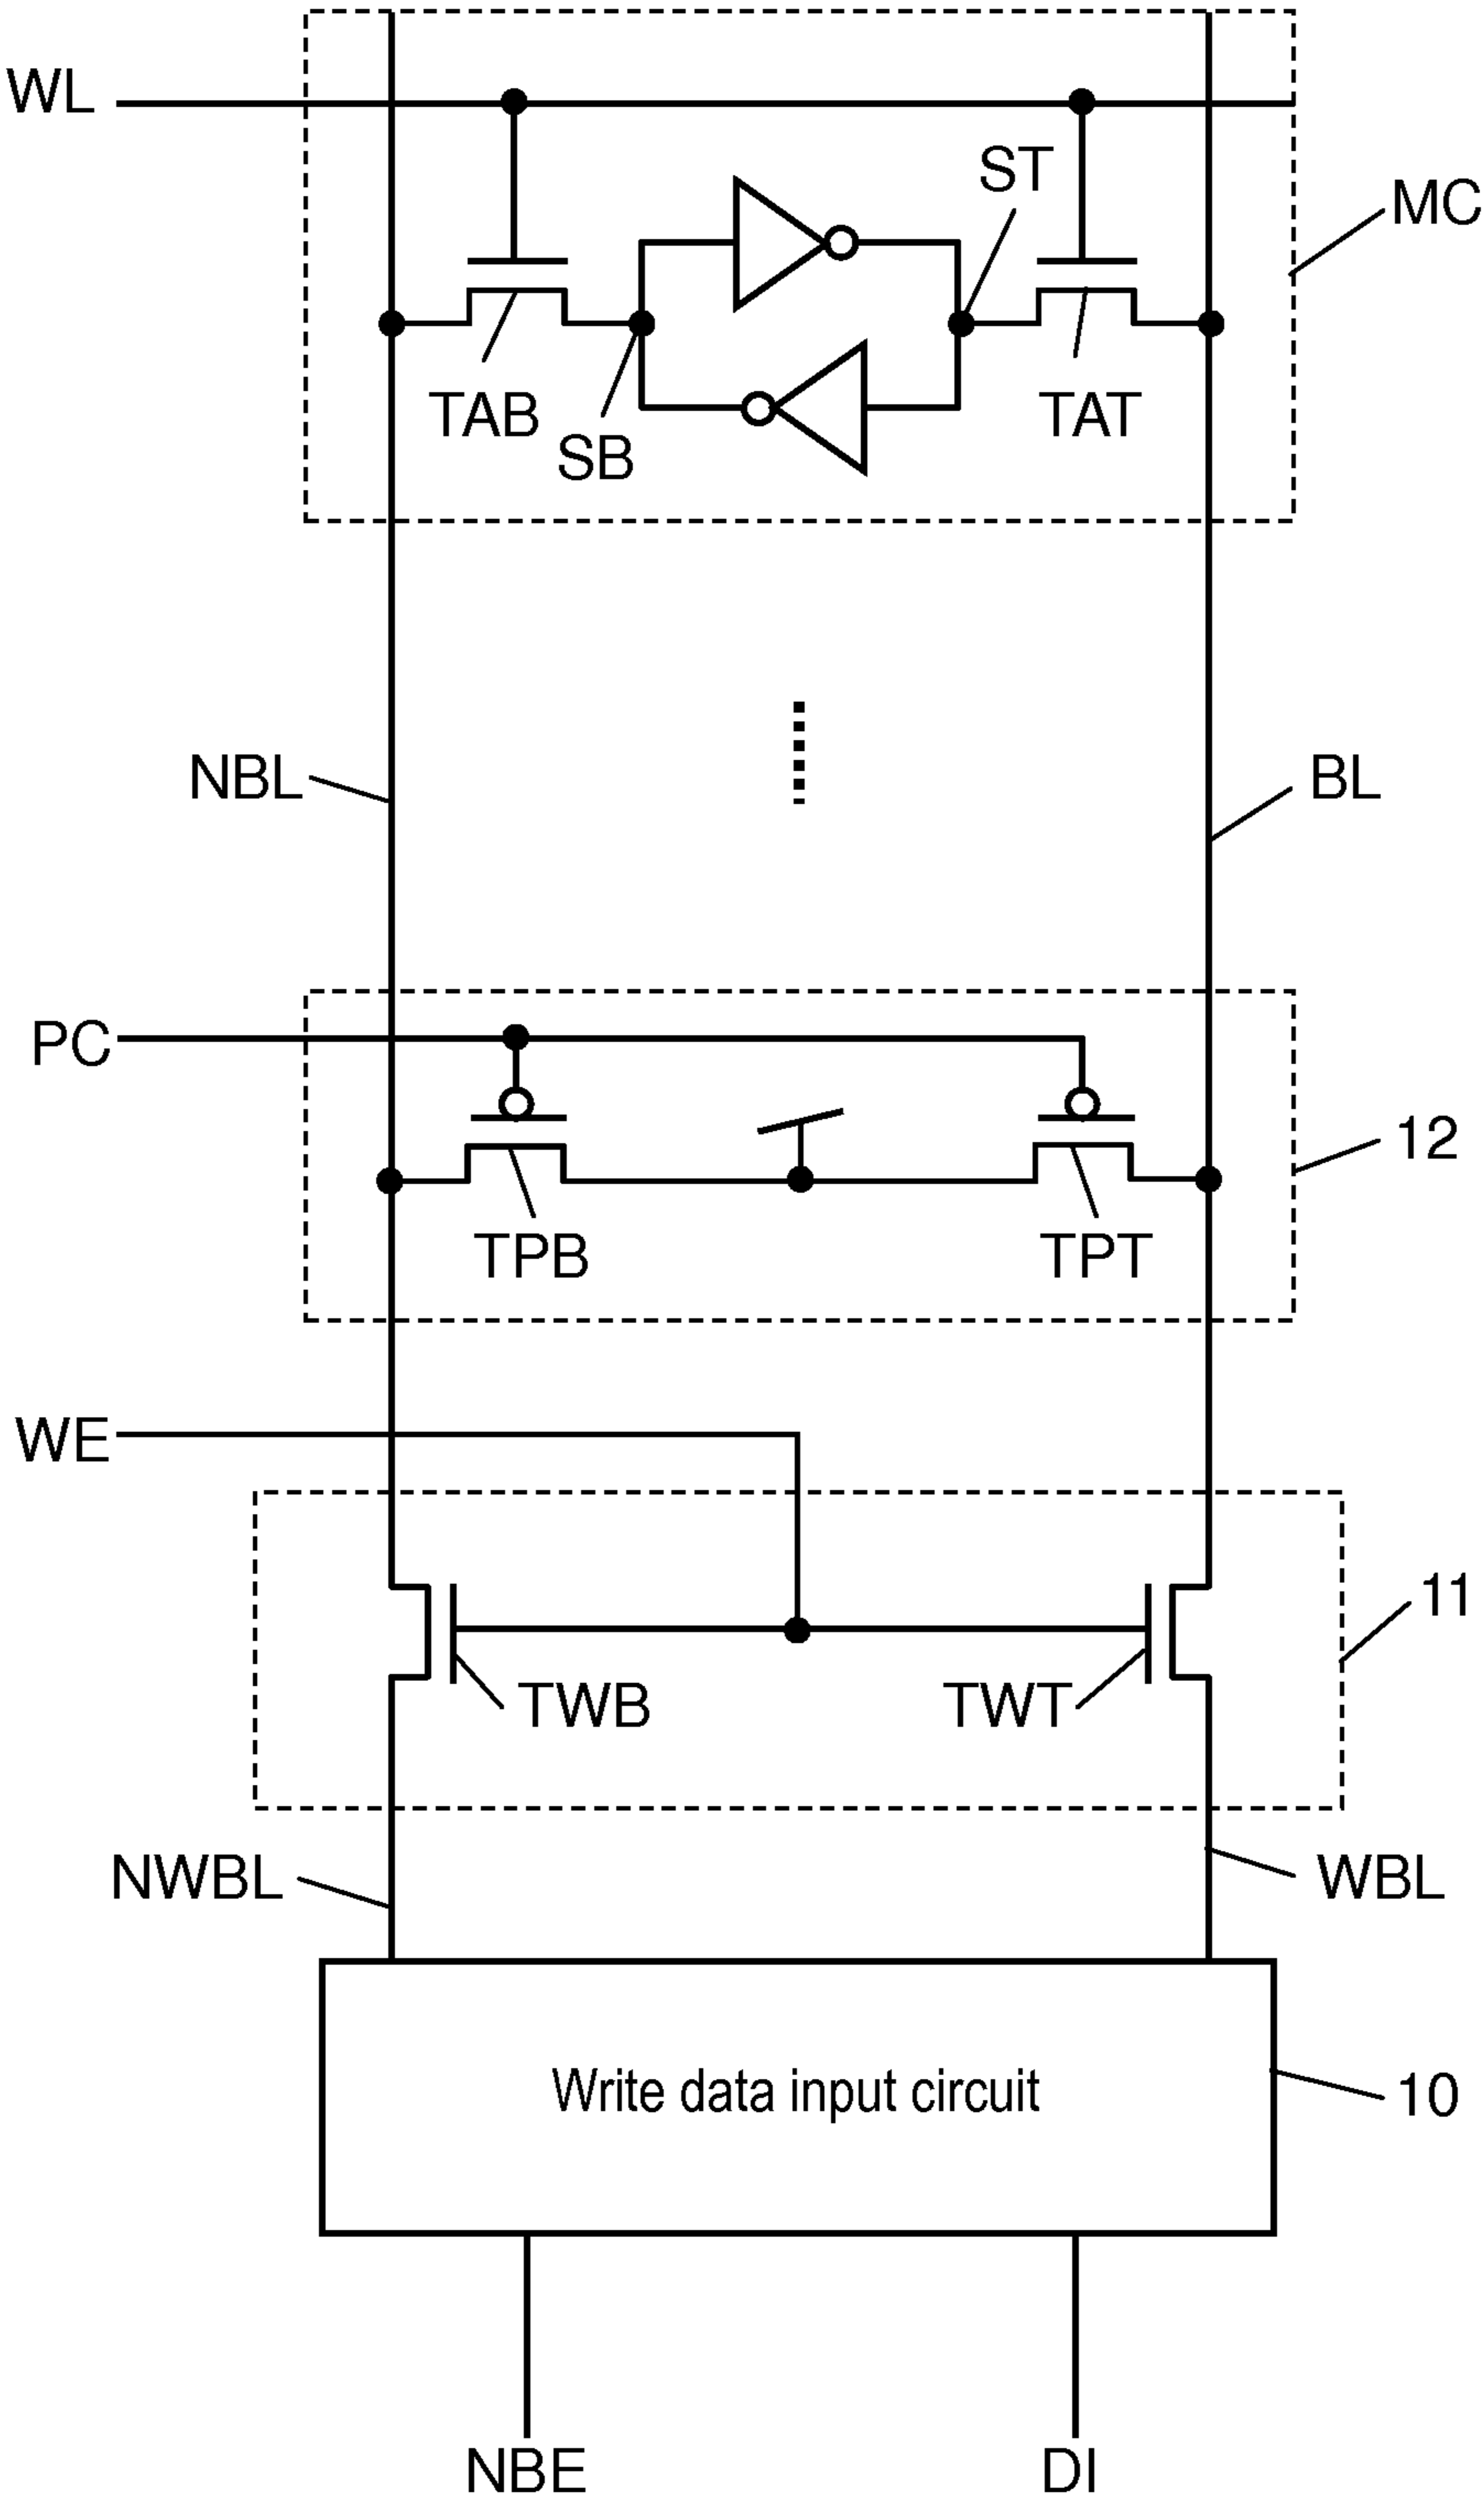 WL
ST
MC
TAB
TAT
SB
NBL
BL
PC
12
TPB
TPT
WE
11
TWB
TWT
NWBL
WBL
Write data input circuit
10
NBE
DI